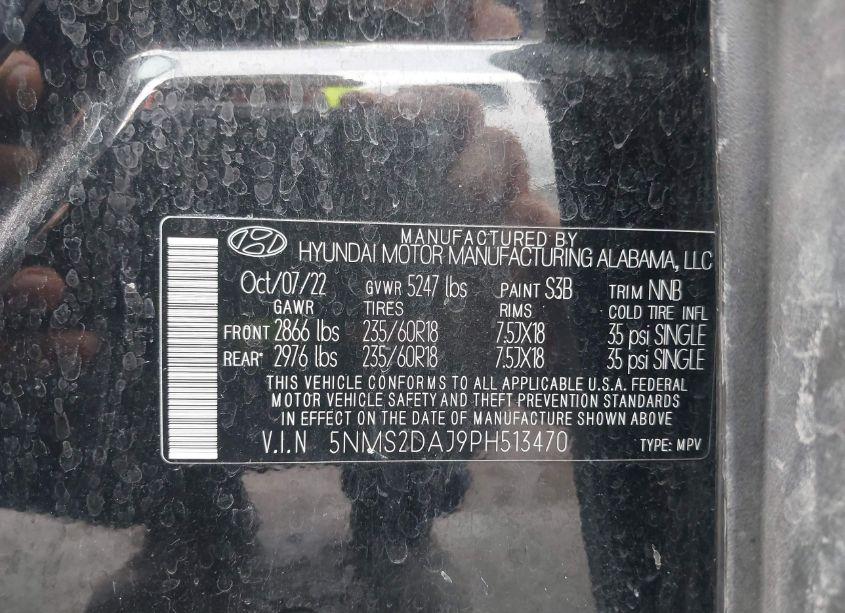 MANUFACTURED BY
HYUNDAI MOTOR MANUFACTURING ALABAMA, LLC
Oct/07/22 GVWR 5247 lbs PAINT S3B TRIM NNB
GAWR TIRES RIMS COLD TIRE INFL
FRONT 2866 lbs 235/60R18 7.5JX18 35 psi SINGLE
REAR* 2976 lbs 235/60R18 7.5JX18 35 psi SINGLE
THIS VEHICLE CONFORMS TO ALL APPLICABLE U.S.A. FEDERAL
MOTOR VEHICLE SAFETY AND THEFT PREVENTION STANDARDS
IN EFFECT ON THE DATE OF MANUFACTURE SHOWN ABOVE
V.I.N 5NMS2DAJ9PH513470 TYPE: MPV